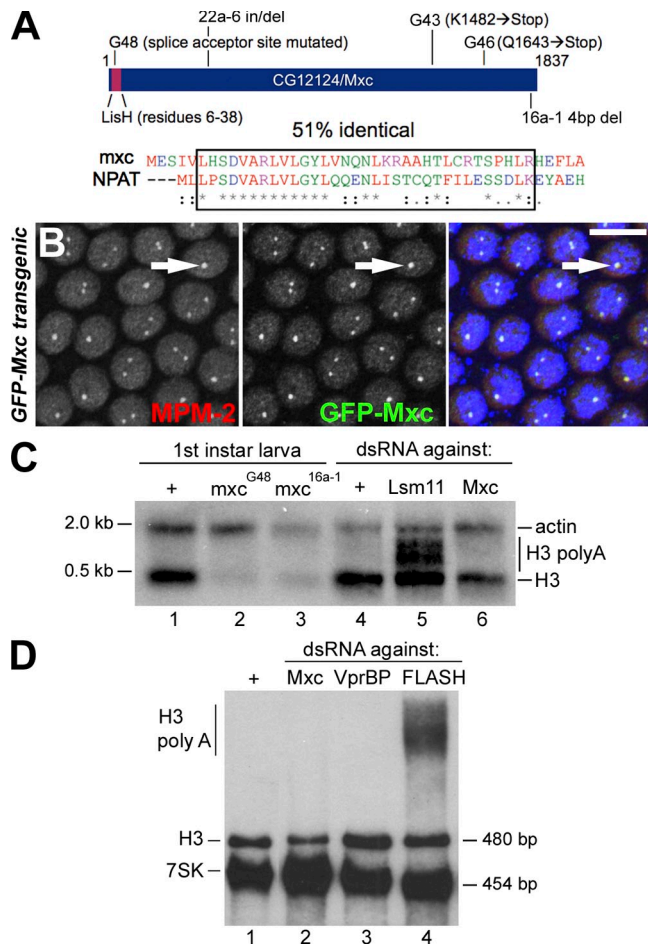 A
22a-6 in/del
G43 (K1482→Stop)
G48 (splice acceptor site mutated)
G46 (Q1643→Stop)
1
1837
CG12124/Mxc
LisH (residues 6-38)
16a-1 4bp del
51% identical
mxc MESIVLHSDVARLVLGYLVNQNLKRAAHTLCRTSPHLRHEFLA
NPAT ---MLLPSDVARLVLGYLQQENLISTCQTFILESSDLKEYAEH
B
GFP-Mxc transgenic
MPM-2
GFP-Mxc
C
1st instar larva
dsRNA against:
+ mxcG48 mxc16a-1 + Lsm11 Mxc
2.0 kb
actin
H3 polyA
0.5 kb
H3
1 2 3 4 5 6
D
dsRNA against:
+ Mxc VprBP FLASH
H3
poly A
H3
480 bp
7SK
454 bp
1 2 3 4